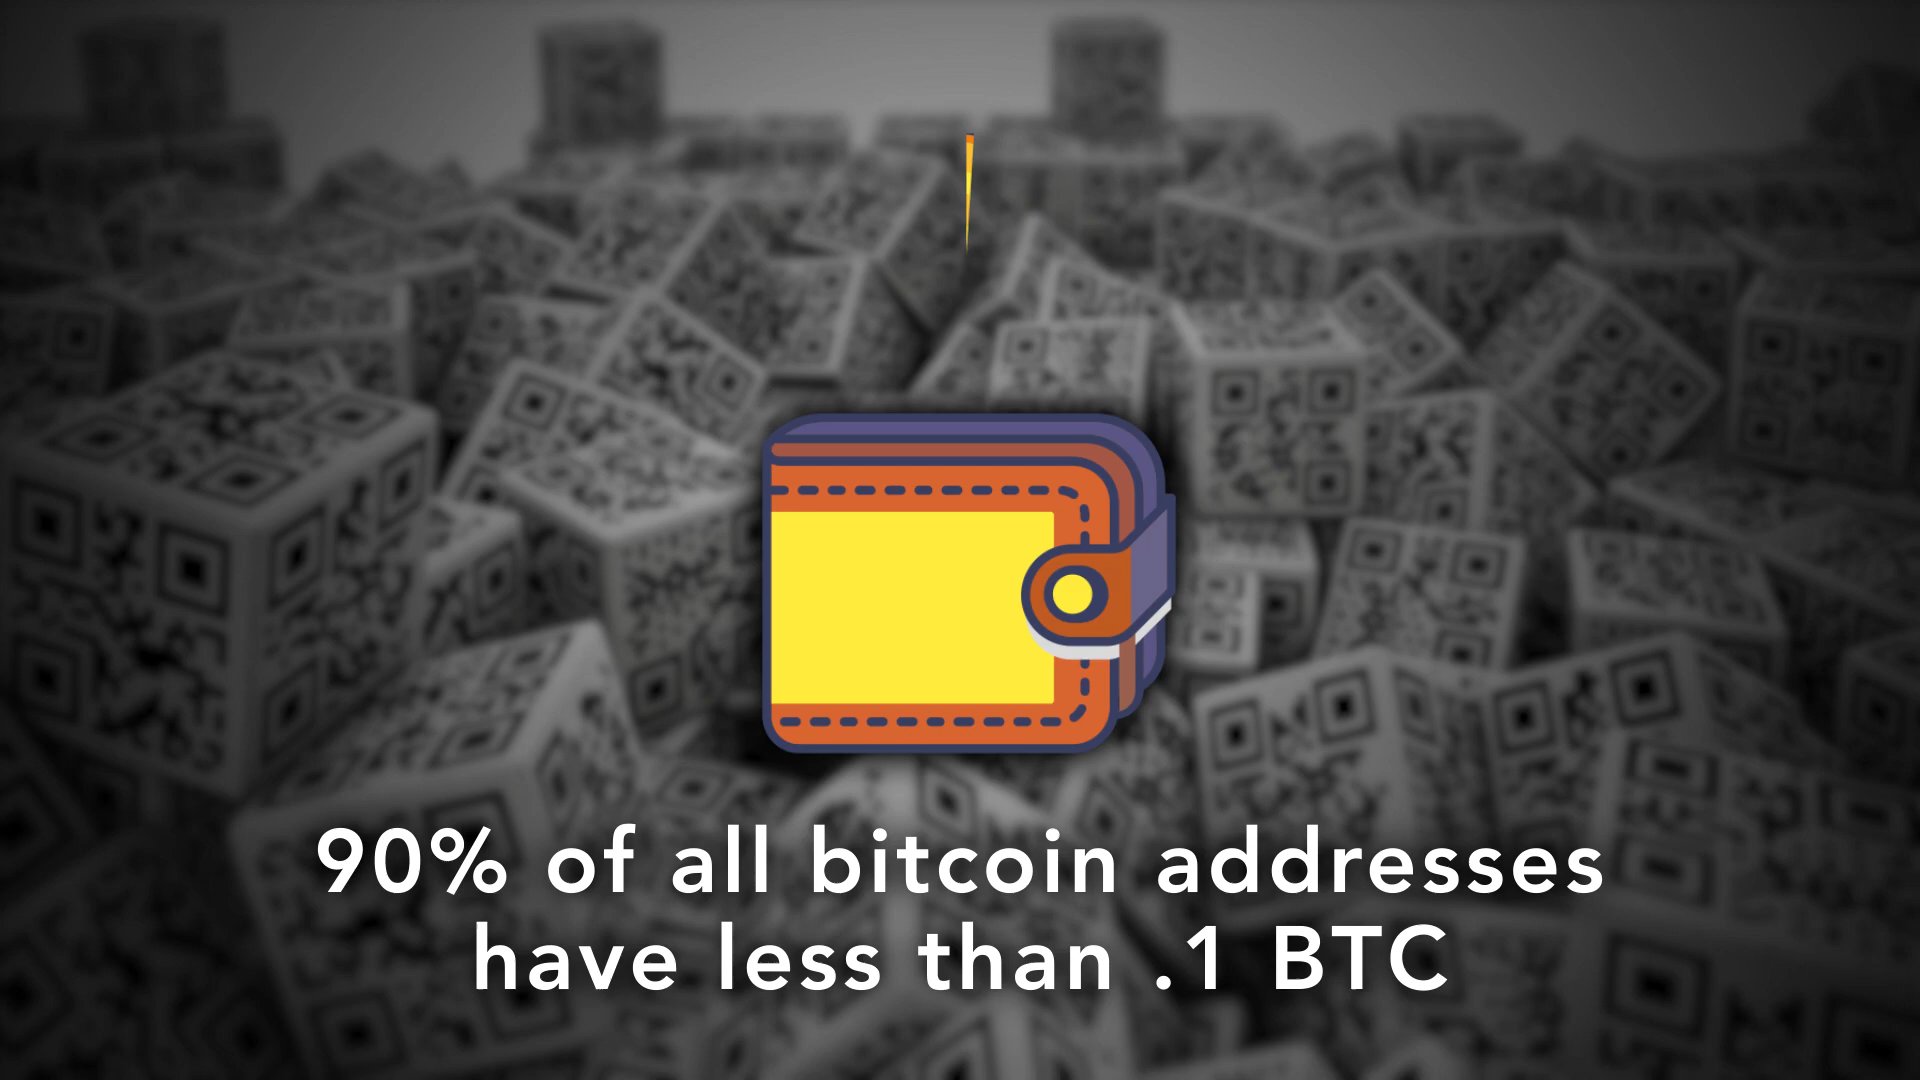 90% of all bitcoin addresses
have less than .1 BTC